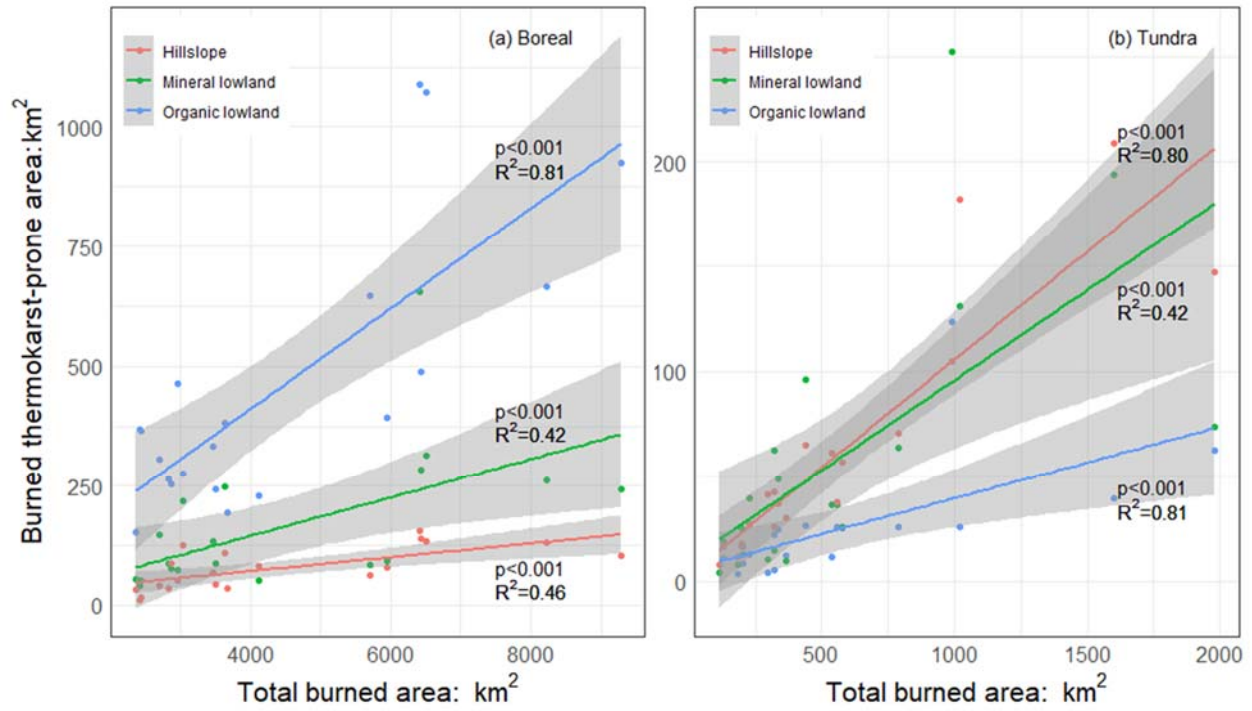 (a) Boreal
Hillslope
Mineral lowland
Organic lowland
p<0.001
R²=0.81
p<0.001
R²=0.42
p<0.001
R²=0.46
1000
750
500
250
0
4000 6000 8000
Total burned area: km²
Burned thermokarst-prone area: km²
(b) Tundra
Hillslope
Mineral lowland
Organic lowland
p<0.001
R²=0.80
p<0.001
R²=0.42
p<0.001
R²=0.81
200
100
0
500 1000 1500 2000
Total burned area: km²